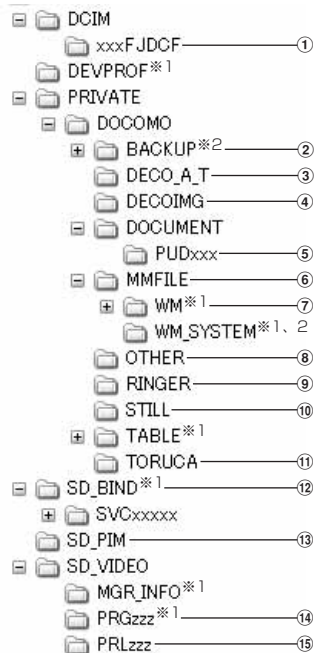 DCIM
xxxFJDCF ①
DEVPROF※1
PRIVATE
DOCOMO
BACKUP※2 ②
DECO_A_T ③
DECOIMG ④
DOCUMENT
PUDxxx ⑤
MMFILE ⑥
WM※1 ⑦
WM_SYSTEM※1、2
OTHER ⑧
RINGER ⑨
STILL ⑩
TABLE※1
TORUCA ⑪
SD_BIND※1 ⑫
SVCxxxxx
SD_PIM ⑬
SD_VIDEO
MGR_INFO※1
PRGzzz※1 ⑭
PRLzzz ⑮